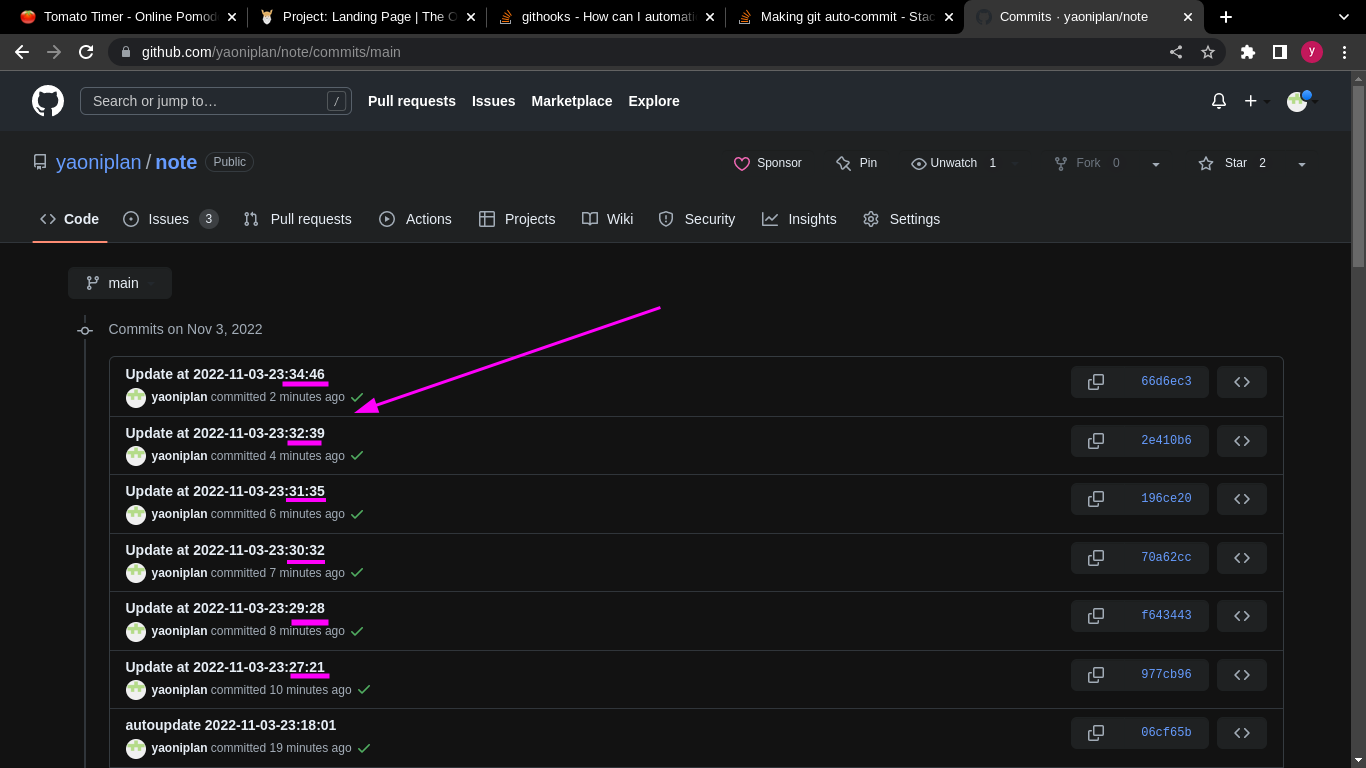 Tomato Timer - Online Pomod
Project: Landing Page | The O
githooks - How can I automati
Making git auto-commit - Stac
Commits · yaoniplan/note
github.com/yaoniplan/note/commits/main
y
Search or jump to…
/
Pull requests
Issues
Marketplace
Explore
yaoniplan / note
Public
Sponsor
Pin
Unwatch 1
Fork 0
Star 2
Code
Issues 3
Pull requests
Actions
Projects
Wiki
Security
Insights
Settings
main
Commits on Nov 3, 2022
Update at 2022-11-03-23:34:46
yaoniplan committed 2 minutes ago
66d6ec3
Update at 2022-11-03-23:32:39
yaoniplan committed 4 minutes ago
2e410b6
Update at 2022-11-03-23:31:35
yaoniplan committed 6 minutes ago
196ce20
Update at 2022-11-03-23:30:32
yaoniplan committed 7 minutes ago
70a62cc
Update at 2022-11-03-23:29:28
yaoniplan committed 8 minutes ago
f643443
Update at 2022-11-03-23:27:21
yaoniplan committed 10 minutes ago
977cb96
autoupdate 2022-11-03-23:18:01
yaoniplan committed 19 minutes ago
06cf65b